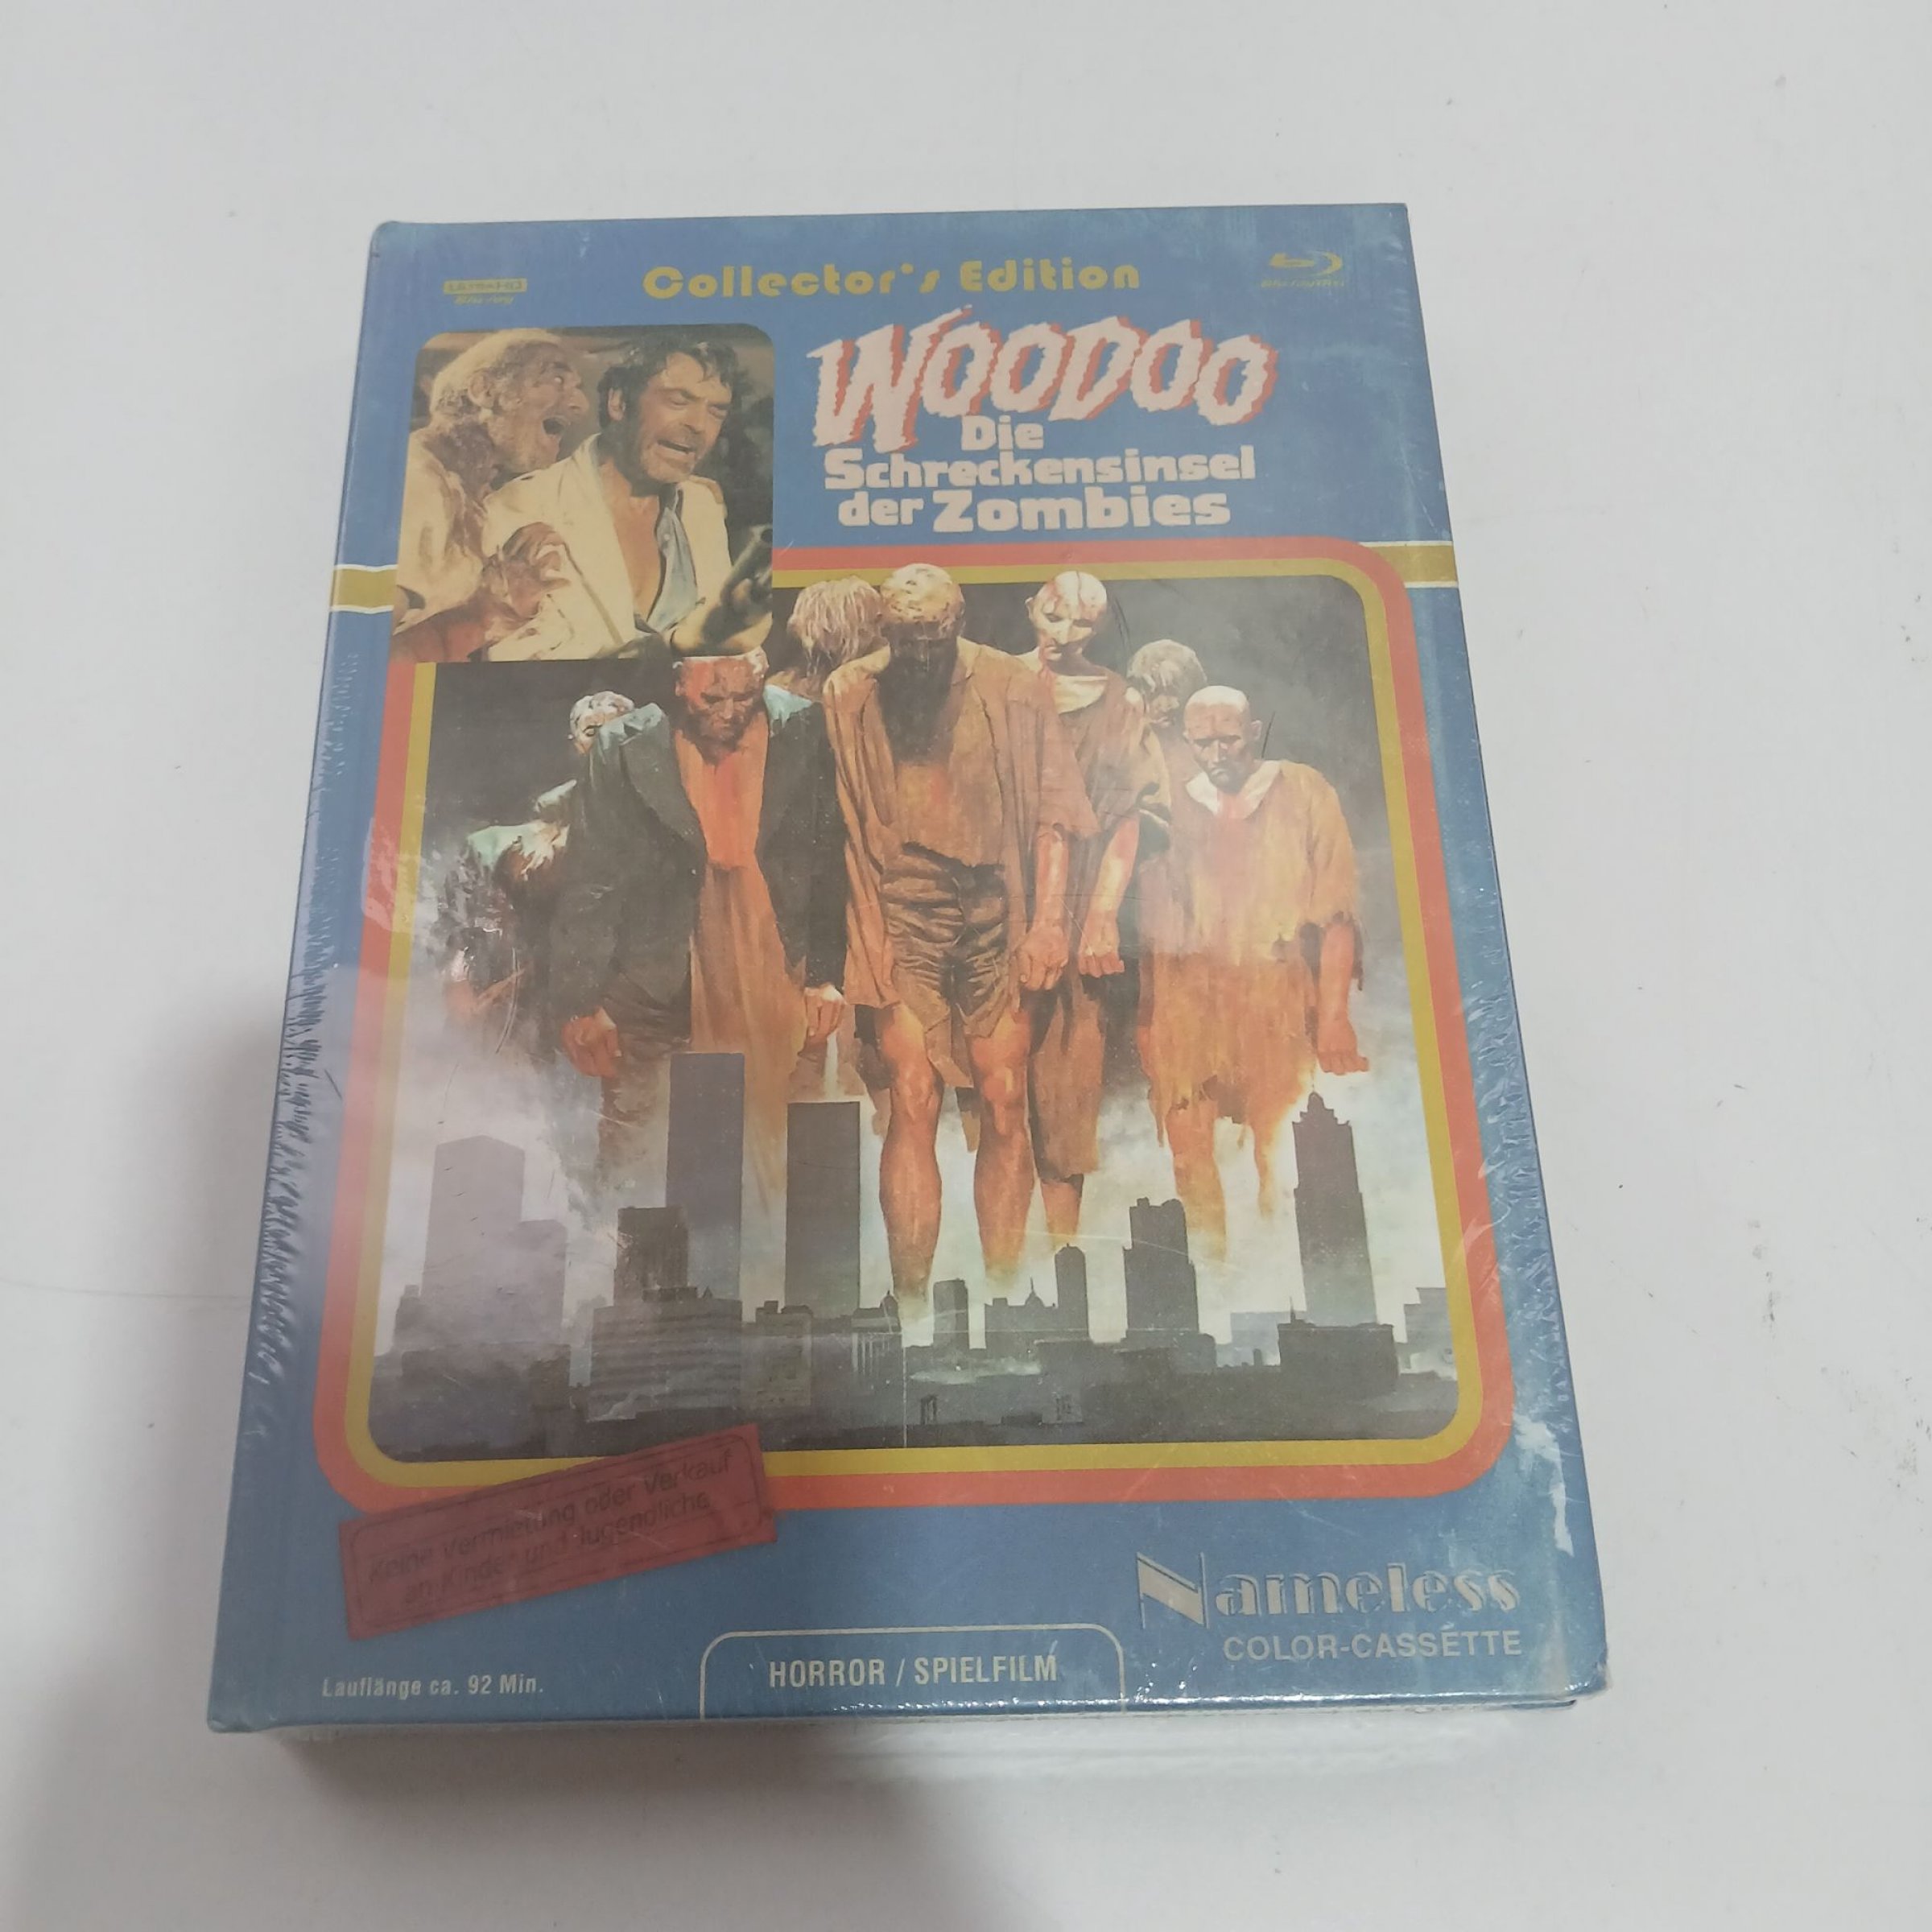 Collector's Edition
WOODOO
Die
Schreckensinsel
der Zombies
Keine Vermietung oder Verkauf
an Kinder und Jugendliche
Nameless
COLOR-CASSETTE
HORROR / SPIELFILM
Lauflänge ca. 92 Min.